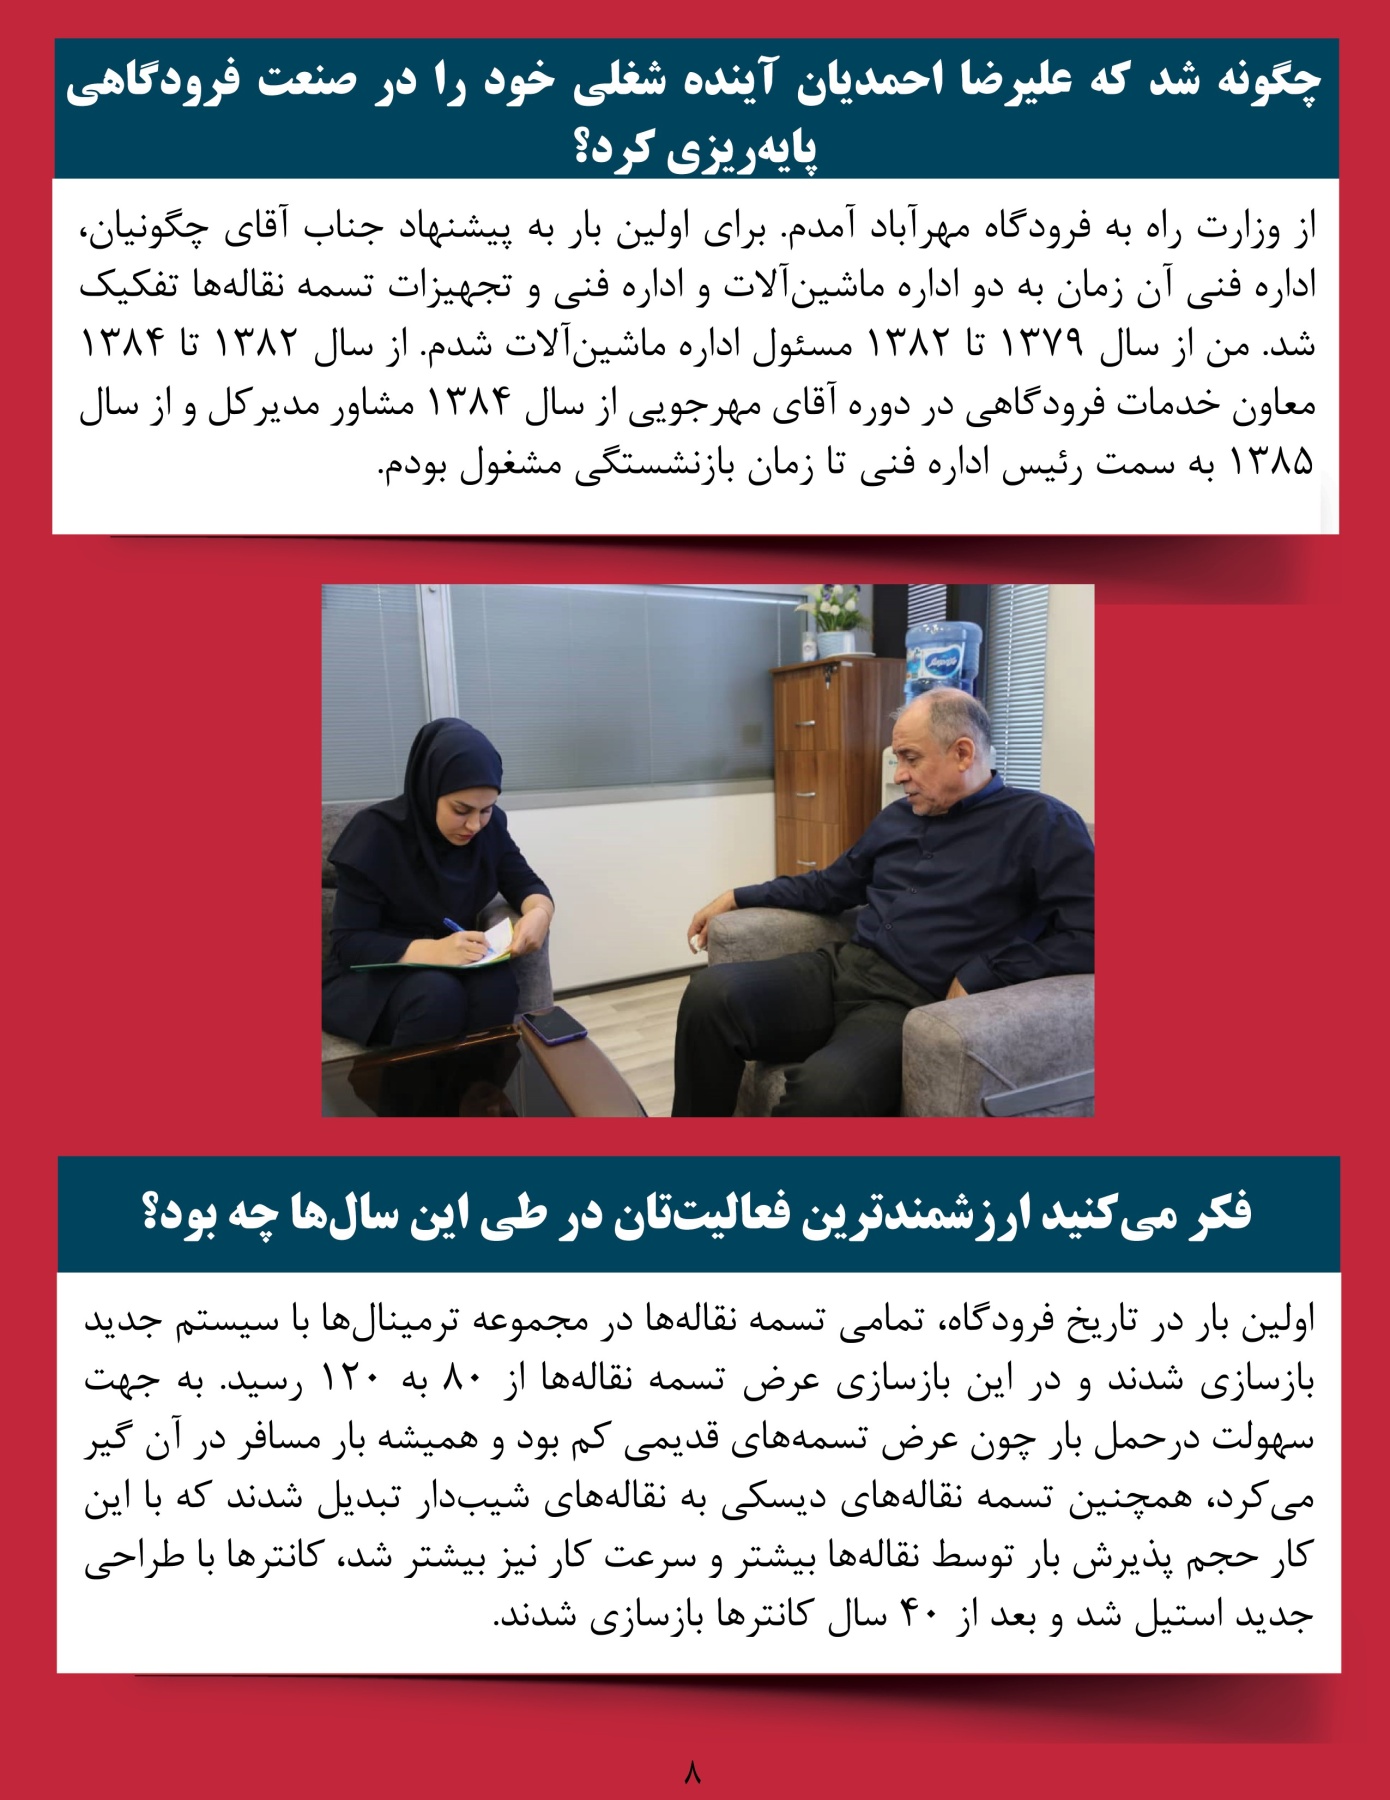 چگونه شد که علیرضا احمدیان آینده شغلی خود را در صنعت فرودگاهی
پایه‌ریزی کرد؟
از وزارت راه به فرودگاه مهرآباد آمدم. برای اولین بار به پیشنهاد جناب آقای چگونیان،
اداره فنی آن زمان به دو اداره ماشین‌آلات و اداره فنی و تجهیزات تسمه نقاله‌ها تفکیک
شد. من از سال ۱۳۷۹ تا ۱۳۸۲ مسئول اداره ماشین‌آلات شدم. از سال ۱۳۸۲ تا ۱۳۸۴
معاون خدمات فرودگاهی در دوره آقای مهرجویی از سال ۱۳۸۴ مشاور مدیرکل و از سال
۱۳۸۵ به سمت رئیس اداره فنی تا زمان بازنشستگی مشغول بودم.
فکر می‌کنید ارزشمندترین فعالیت‌تان در طی این سال‌ها چه بود؟
اولین بار در تاریخ فرودگاه، تمامی تسمه نقاله‌ها در مجموعه ترمینال‌ها با سیستم جدید
بازسازی شدند و در این بازسازی عرض تسمه نقاله‌ها از ۸۰ به ۱۲۰ رسید. به جهت
سهولت درحمل بار چون عرض تسمه‌های قدیمی کم بود و همیشه بار مسافر در آن گیر
می‌کرد، همچنین تسمه نقاله‌های دیسکی به نقاله‌های شیب‌دار تبدیل شدند که با این
کار حجم پذیرش بار توسط نقاله‌ها بیشتر و سرعت کار نیز بیشتر شد، کانترها با طراحی
جدید استیل شد و بعد از ۴۰ سال کانترها بازسازی شدند.
۸